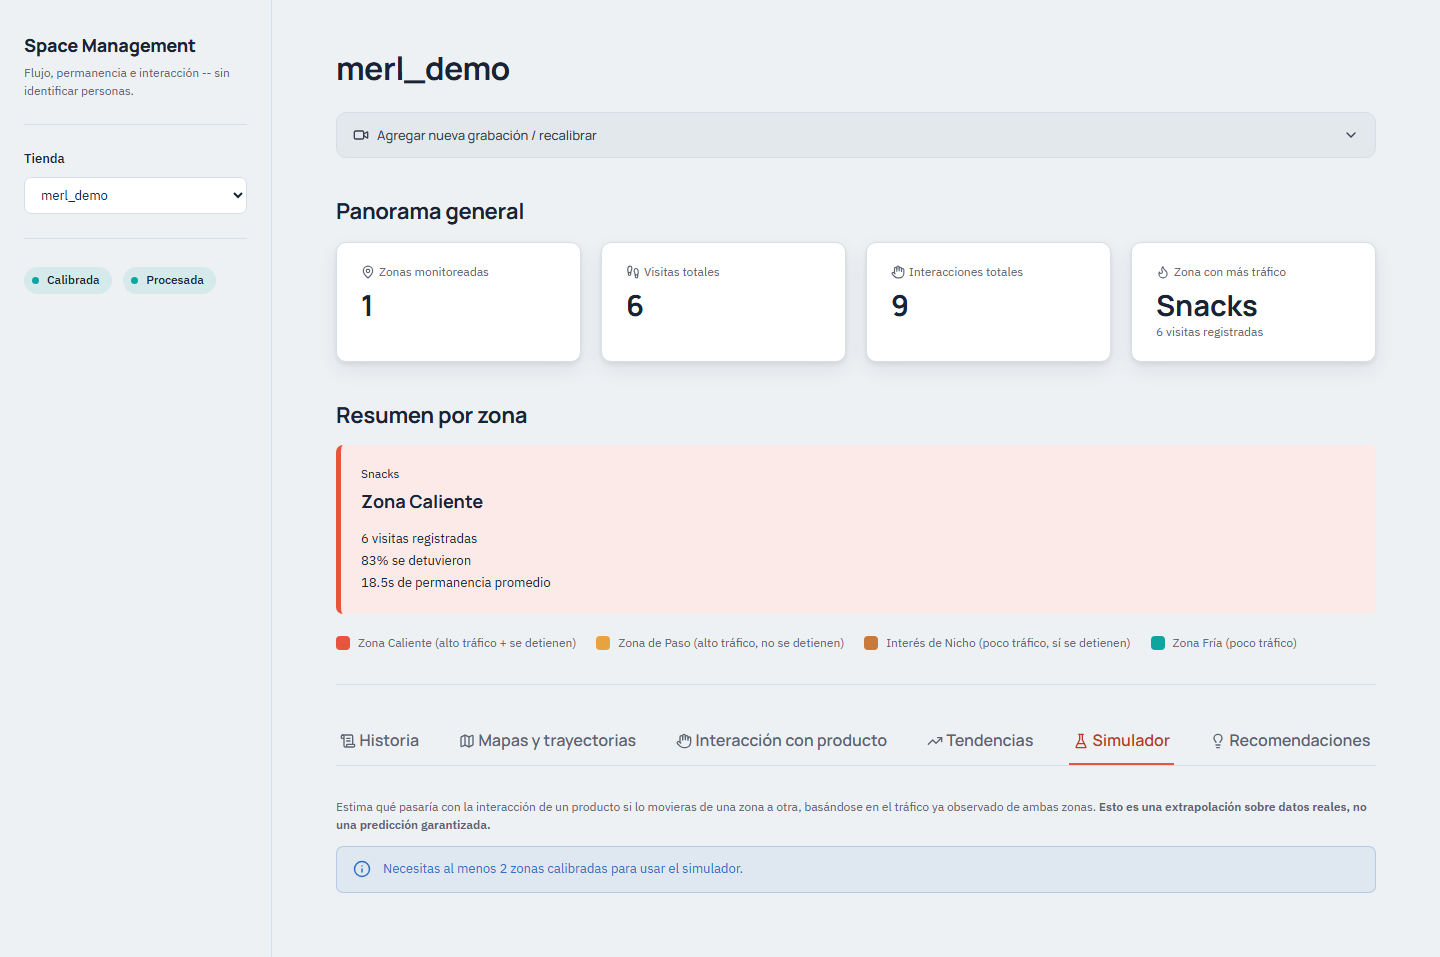 Space Management
Flujo, permanencia e interacción -- sin
identificar personas.
Tienda
merl_demo
Calibrada
Procesada
merl_demo
Agregar nueva grabación / recalibrar
Panorama general
Zonas monitoreadas
1
Visitas totales
6
Interacciones totales
9
Zona con más tráfico
Snacks
6 visitas registradas
Resumen por zona
Snacks
Zona Caliente
6 visitas registradas
83% se detuvieron
18.5s de permanencia promedio
Zona Caliente (alto tráfico + se detienen)
Zona de Paso (alto tráfico, no se detienen)
Interés de Nicho (poco tráfico, sí se detienen)
Zona Fría (poco tráfico)
Historia
Mapas y trayectorias
Interacción con producto
Tendencias
Simulador
Recomendaciones
Estima qué pasaría con la interacción de un producto si lo movieras de una zona a otra, basándose en el tráfico ya observado de ambas zonas. Esto es una extrapolación sobre datos reales, no
una predicción garantizada.
Necesitas al menos 2 zonas calibradas para usar el simulador.